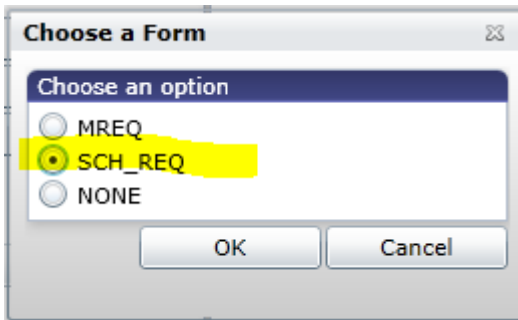 Choose a Form
Choose an option
MREQ
SCH_REQ
NONE
OK Cancel